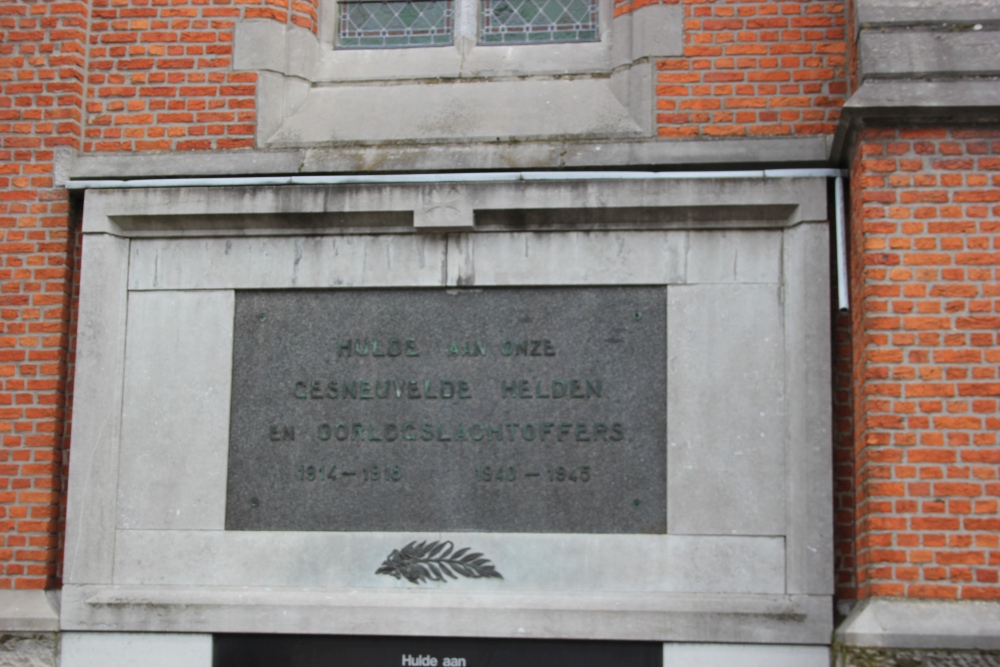 HULDE AAN ONZE
GESNEUVELDE HELDEN
EN OORLOGSLACHTOFFERS
1914-1918 1940-1945
Hulde aan